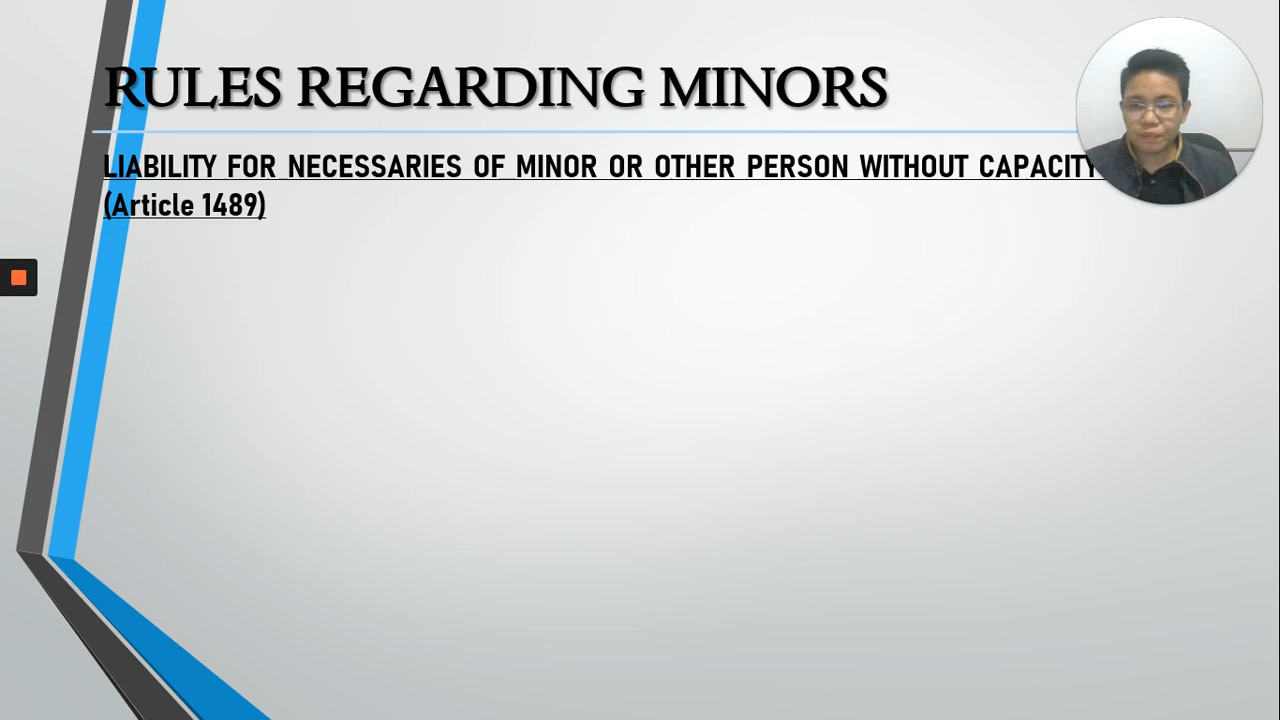 RULES REGARDING MINORS
LIABILITY FOR NECESSARIES OF MINOR OR OTHER PERSON WITHOUT CAPACITY
(Article 1489)